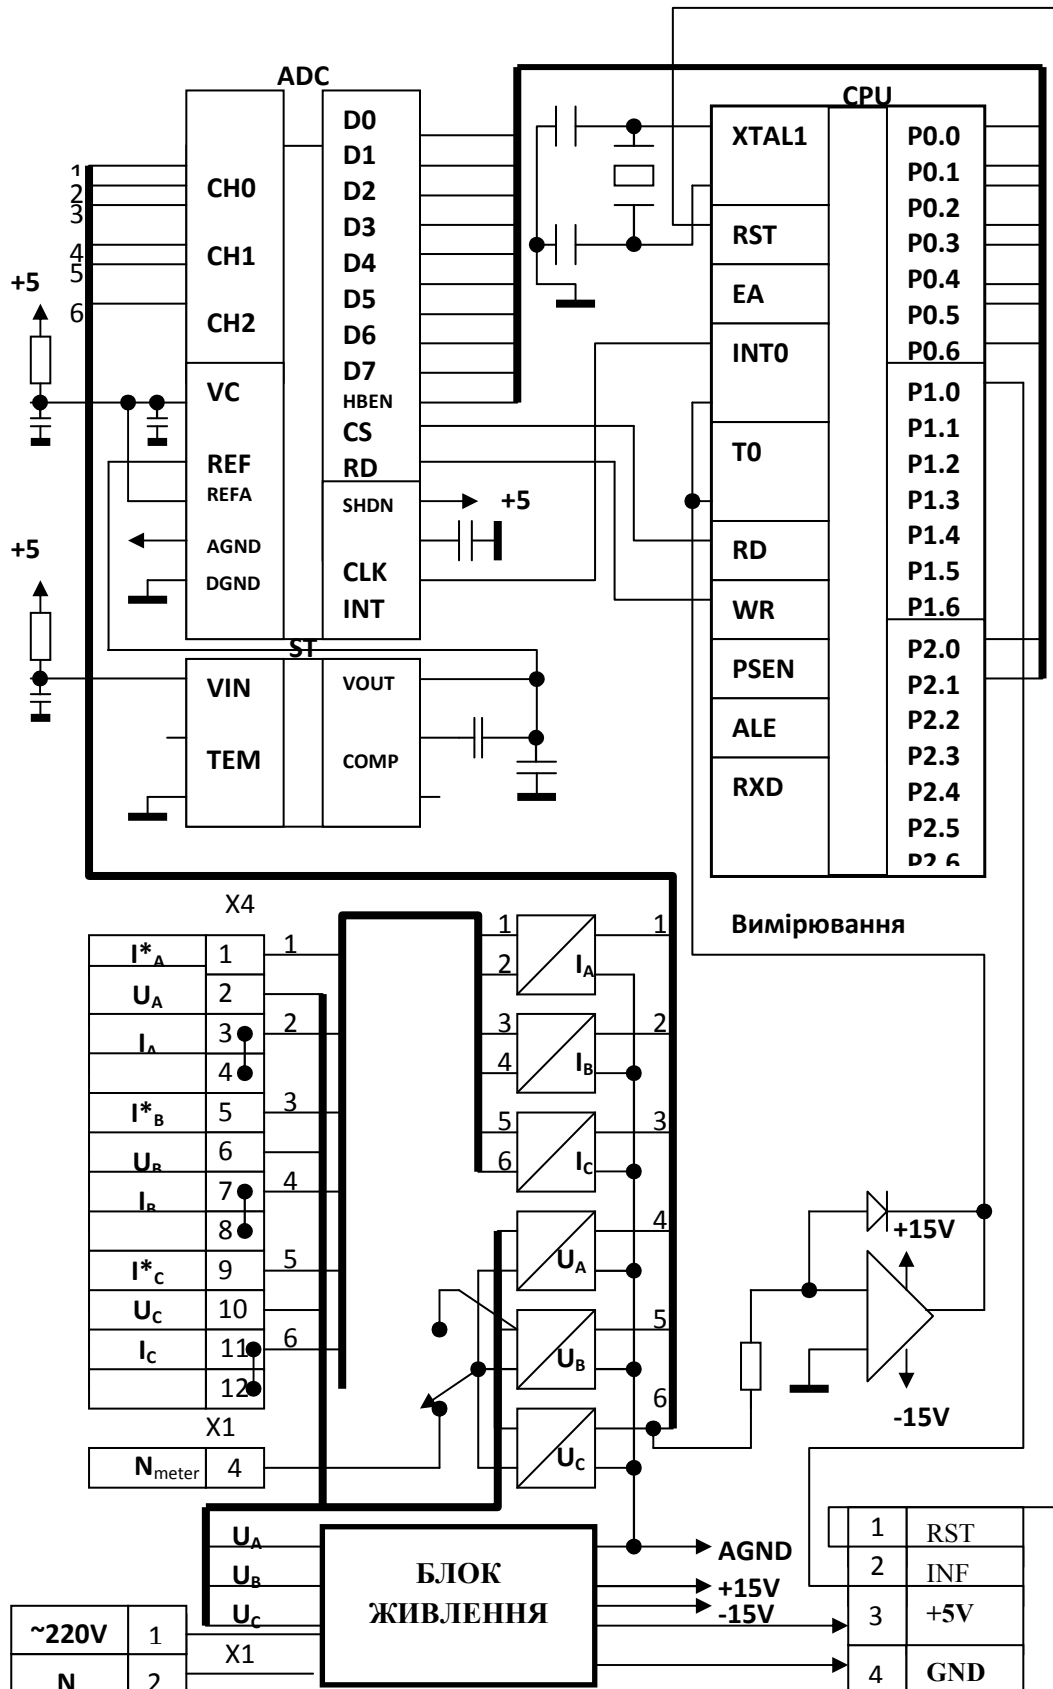 ADC
CPU
D0
D1
D2
D3
D4
D5
D6
D7
HBEN
CS
RD
SHDN
CLK
INT
1
2
3
4
5
6
CH0
CH1
CH2
VC
REF
REFA
AGND
DGND
+5
+5
+5
XTAL1
RST
EA
INT0
T0
RD
WR
PSEN
ALE
RXD
P0.0
P0.1
P0.2
P0.3
P0.4
P0.5
P0.6
P1.0
P1.1
P1.2
P1.3
P1.4
P1.5
P1.6
P2.0
P2.1
P2.2
P2.3
P2.4
P2.5
P2.6
ST
VIN
TEM
VOUT
COMP
X4
I*A 1 1
UA 2
IA 3 2
4
I*B 5 3
UB 6
IB 7 4
8
I*C 9 5
UC 10
IC 11 6
12
X1
Nmeter 4
1
2
IA
1
3
4
IB
2
5
6
IC
3
UA
4
UB
5
UC
6
Вимірювання
+15V
-15V
UA
UB
UC
БЛОК
ЖИВЛЕННЯ
AGND
+15V
-15V
1 RST
2 INF
3 +5V
4 GND
~220V 1
X1
N 2